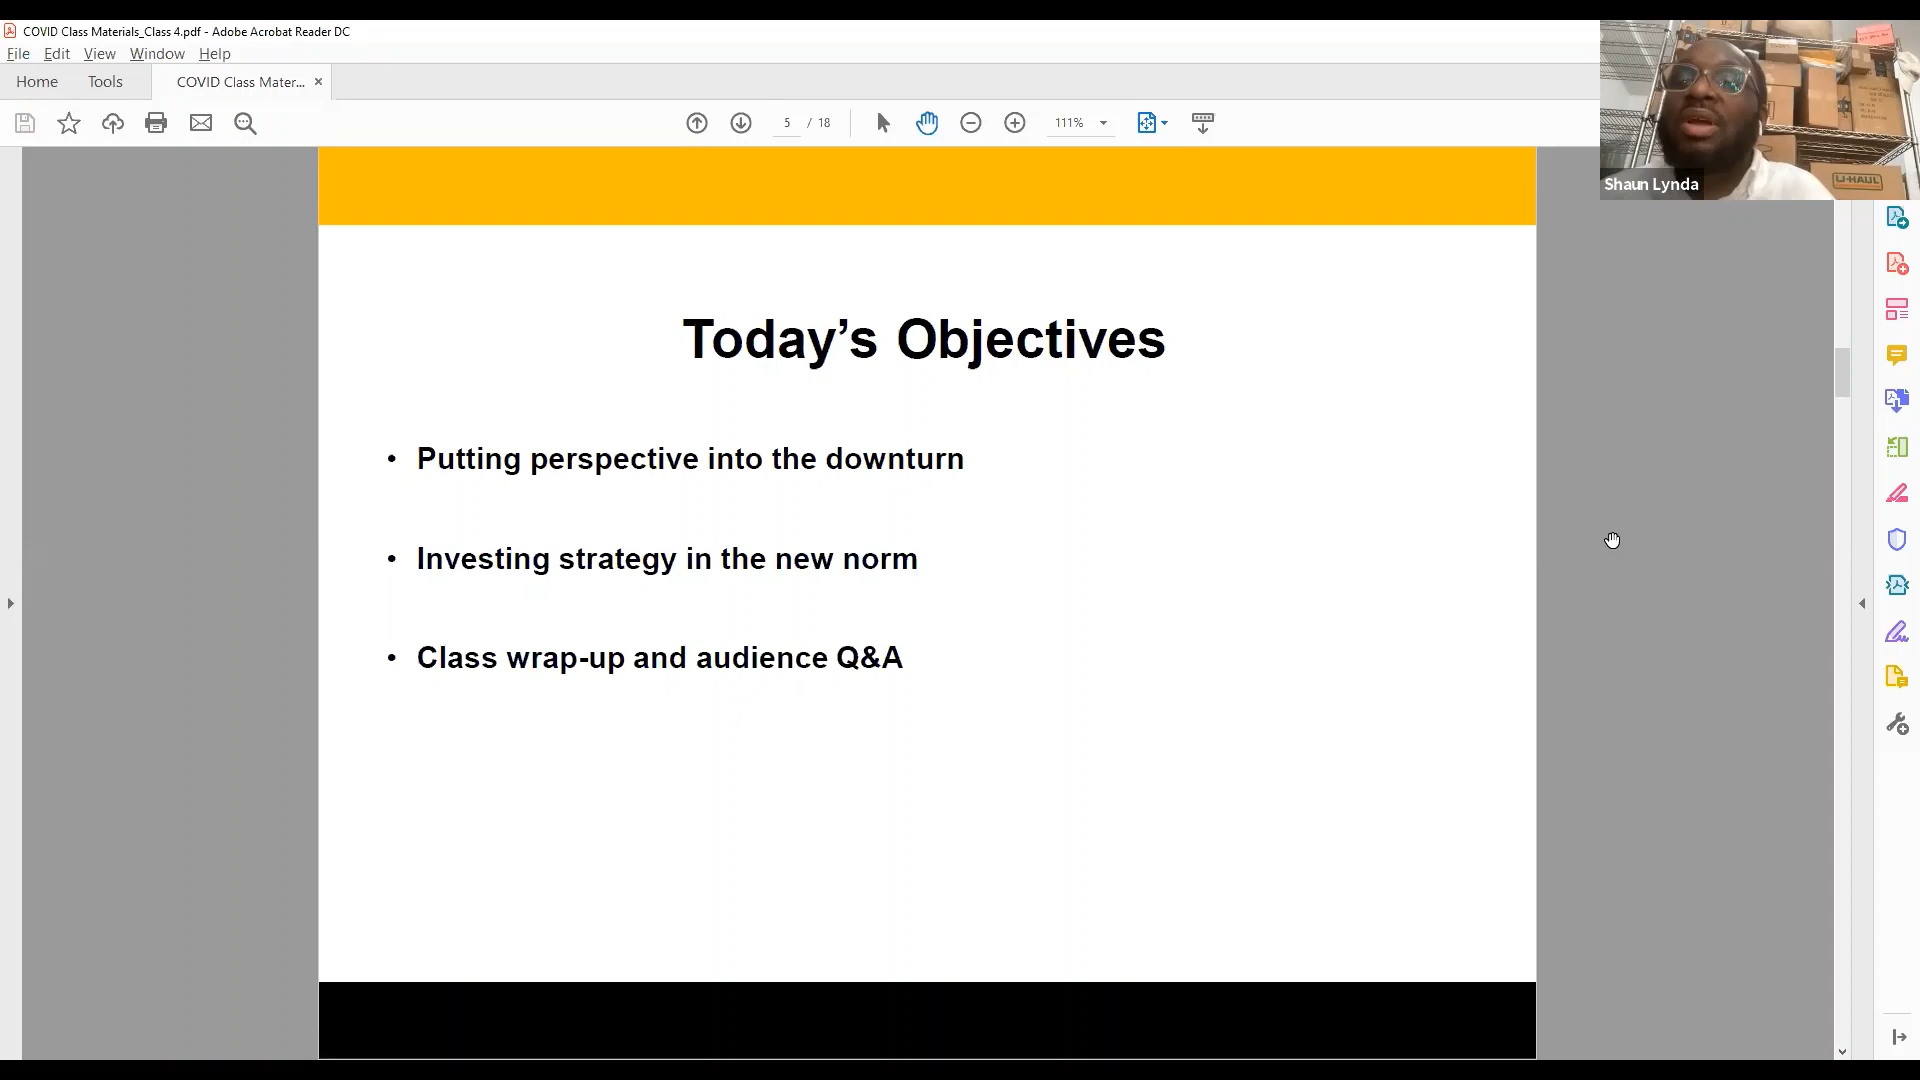 COVID Class Materials_Class 4.pdf - Adobe Acrobat Reader DC
File Edit View Window Help
Home Tools COVID Class Mater... ×
5 / 18 111%
Shaun Lynda
U-HAUL
Today’s Objectives
• Putting perspective into the downturn
• Investing strategy in the new norm
• Class wrap-up and audience Q&A